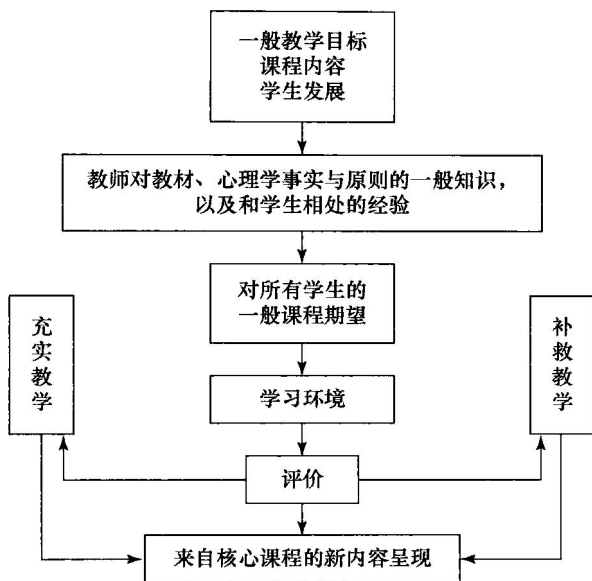 一般教学目标
课程内容
学生发展
教师对教材、心理学事实与原则的一般知识，
以及和学生相处的经验
对所有学生的
一般课程期望
充实教学
补救教学
学习环境
评价
来自核心课程的新内容呈现